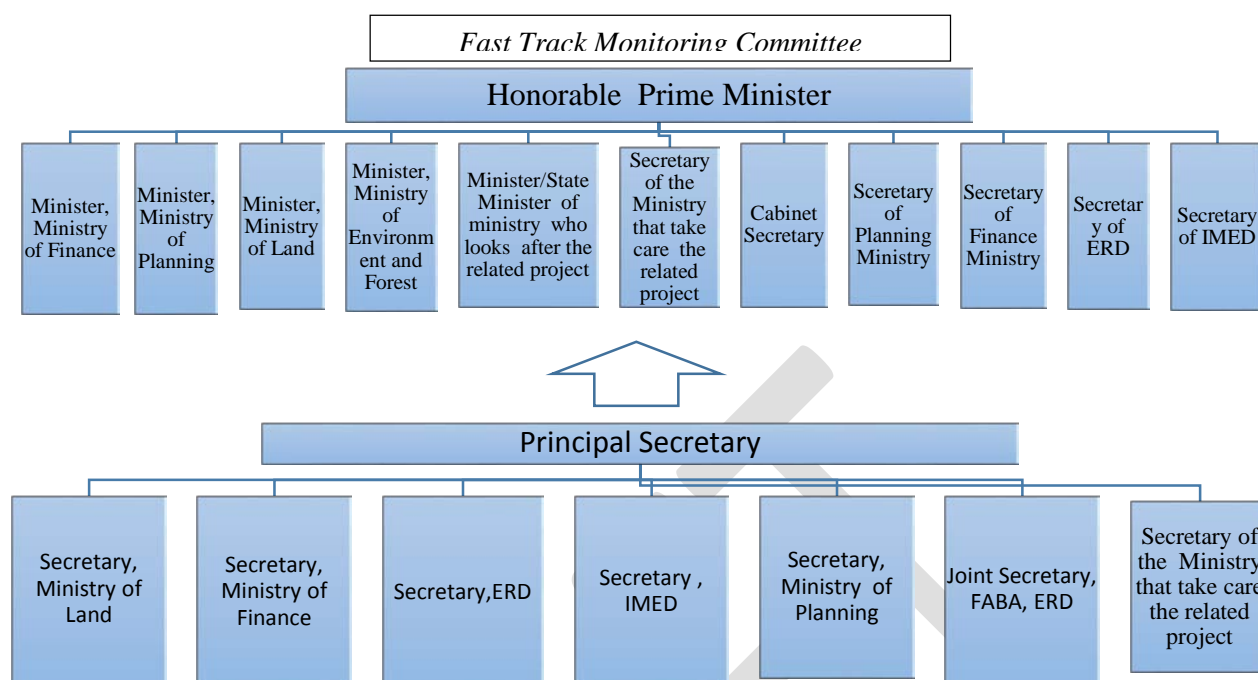 Fast Track Monitoring Committee
Honorable Prime Minister
Minister,
Ministry
of Finance
Minister,
Ministry
of
Planning
Minister,
Ministry
of Land
Minister,
Ministry
of
Environm
ent and
Forest
Minister/State
Minister of
ministry who
looks after the
related project
Secretary
of the
Ministry
that take
care the
related
project
Cabinet
Secretary
Sceretary
of
Planning
Ministry
Secretary
of
Finance
Ministry
Secretar
y of
ERD
Secretary
of IMED
Principal Secretary
Secretary,
Ministry of
Land
Secretary,
Ministry of
Finance
Secretary,ERD
Secretary ,
IMED
Secretary,
Ministry of
Planning
Joint Secretary,
FABA, ERD
Secretary of
the Ministry
that take care
the related
project